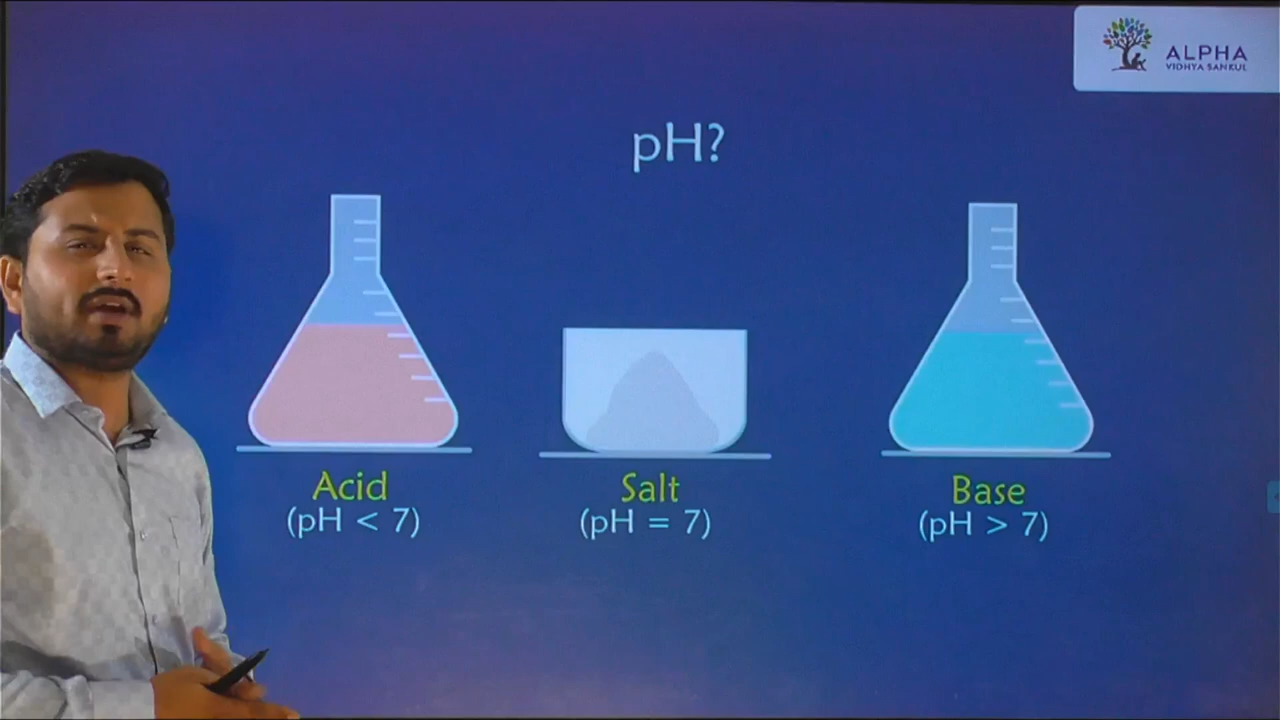 ALPHA
VIDHYA SANKUL
pH?
Acid
(pH < 7)
Salt
(pH = 7)
Base
(pH > 7)